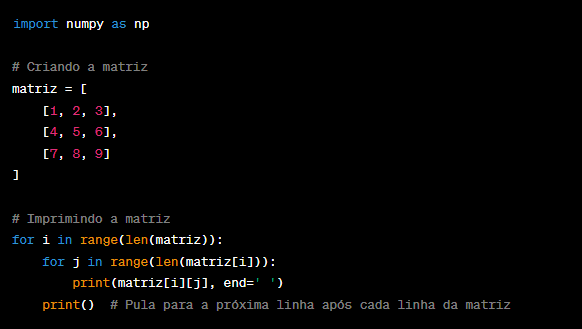 import numpy as np
# Criando a matriz
matriz = [
    [1, 2, 3],
    [4, 5, 6],
    [7, 8, 9]
]
# Imprimindo a matriz
for i in range(len(matriz)):
    for j in range(len(matriz[i])):
        print(matriz[i][j], end=' ')
    print()  # Pula para a próxima linha após cada linha da matriz